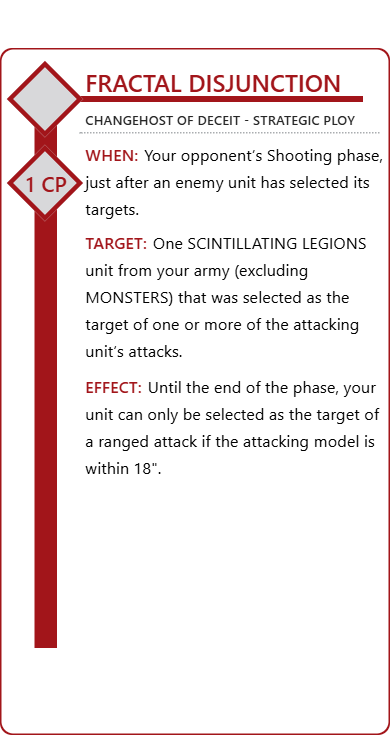 FRACTAL DISJUNCTION
CHANGEHOST OF DECEIT - STRATEGIC PLOY
1 CP
WHEN: Your opponent’s Shooting phase,
just after an enemy unit has selected its
targets.
TARGET: One SCINTILLATING LEGIONS
unit from your army (excluding
MONSTERS) that was selected as the
target of one or more of the attacking
unit’s attacks.
EFFECT: Until the end of the phase, your
unit can only be selected as the target of
a ranged attack if the attacking model is
within 18".